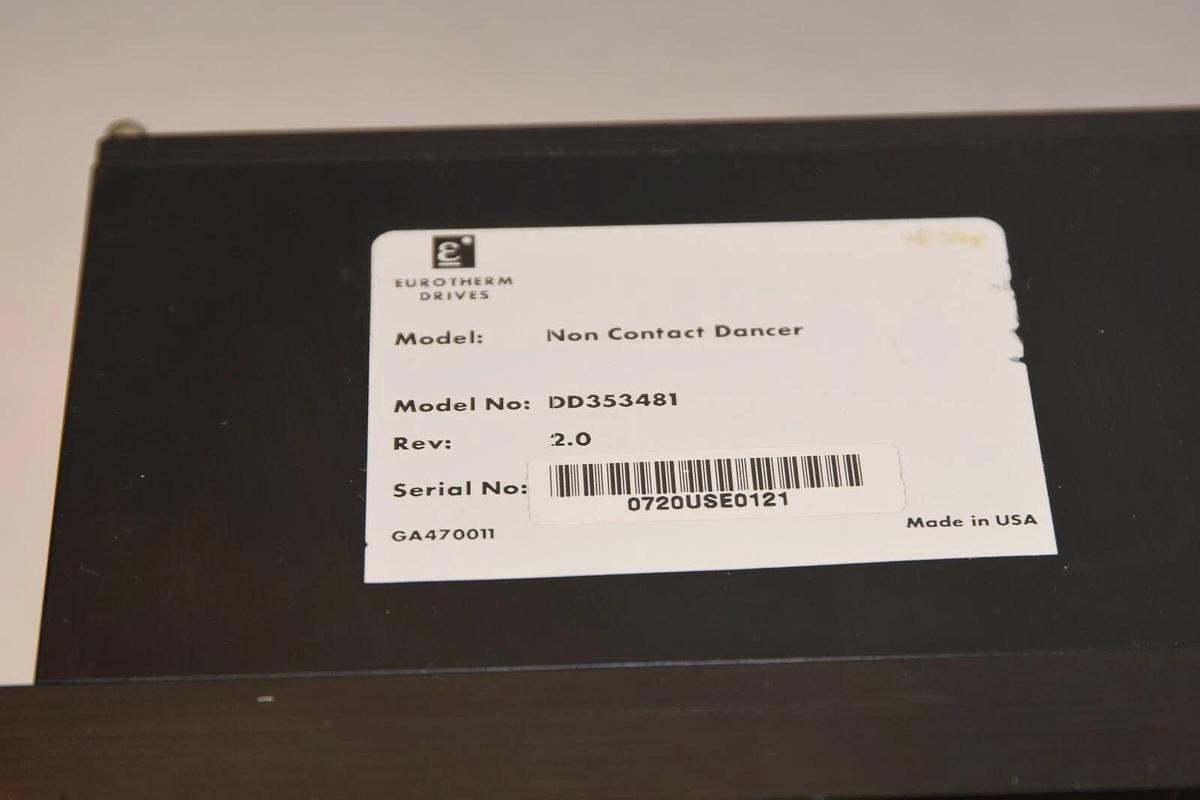 EUROTHERM
DRIVES
Model: Non Contact Dancer
Model No: DD353481
Rev: 2.0
Serial No: 0720USE0121
GA470011 Made in USA